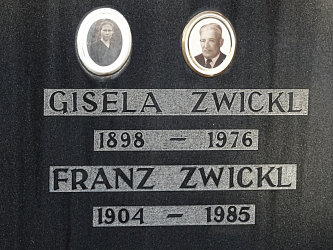 GISELA ZWICKL
1898 – 1976
FRANZ ZWICKL
1904 – 1985